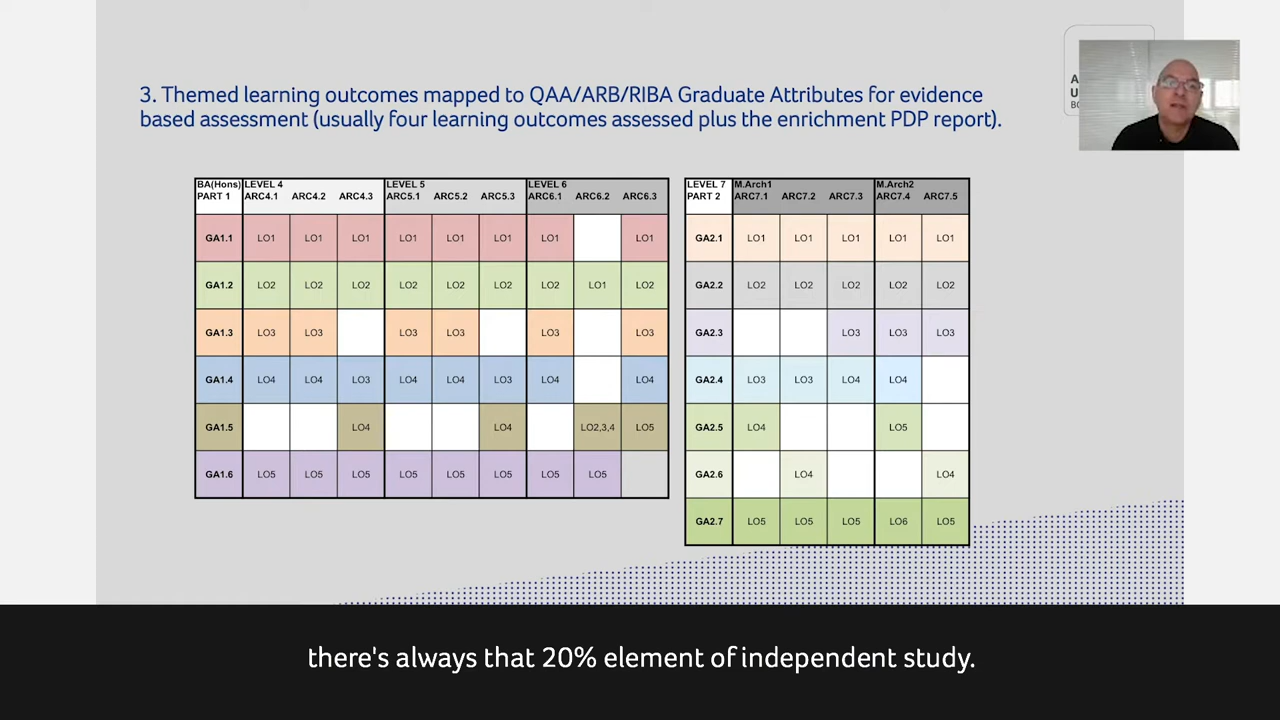 3. Themed learning outcomes mapped to QAA/ARB/RIBA Graduate Attributes for evidence
based assessment (usually four learning outcomes assessed plus the enrichment PDP report).
A
U
BO
BA(Hons) LEVEL 4 LEVEL 5 LEVEL 6
PART 1 ARC4.1 ARC4.2 ARC4.3 ARC5.1 ARC5.2 ARC5.3 ARC6.1 ARC6.2 ARC6.3
GA1.1 LO1 LO1 LO1 LO1 LO1 LO1 LO1 LO1
GA1.2 LO2 LO2 LO2 LO2 LO2 LO2 LO2 LO1 LO2
GA1.3 LO3 LO3 LO3 LO3 LO3 LO3
GA1.4 LO4 LO4 LO3 LO4 LO4 LO3 LO4 LO4
GA1.5 LO4 LO4 LO2,3,4 LO5
GA1.6 LO5 LO5 LO5 LO5 LO5 LO5 LO5 LO5
LEVEL 7 M.Arch1 M.Arch2
PART 2 ARC7.1 ARC7.2 ARC7.3 ARC7.4 ARC7.5
GA2.1 LO1 LO1 LO1 LO1 LO1
GA2.2 LO2 LO2 LO2 LO2 LO2
GA2.3 LO3 LO3 LO3
GA2.4 LO3 LO3 LO4 LO4
GA2.5 LO4 LO5
GA2.6 LO4 LO4
GA2.7 LO5 LO5 LO5 LO6 LO5
there's always that 20% element of independent study.